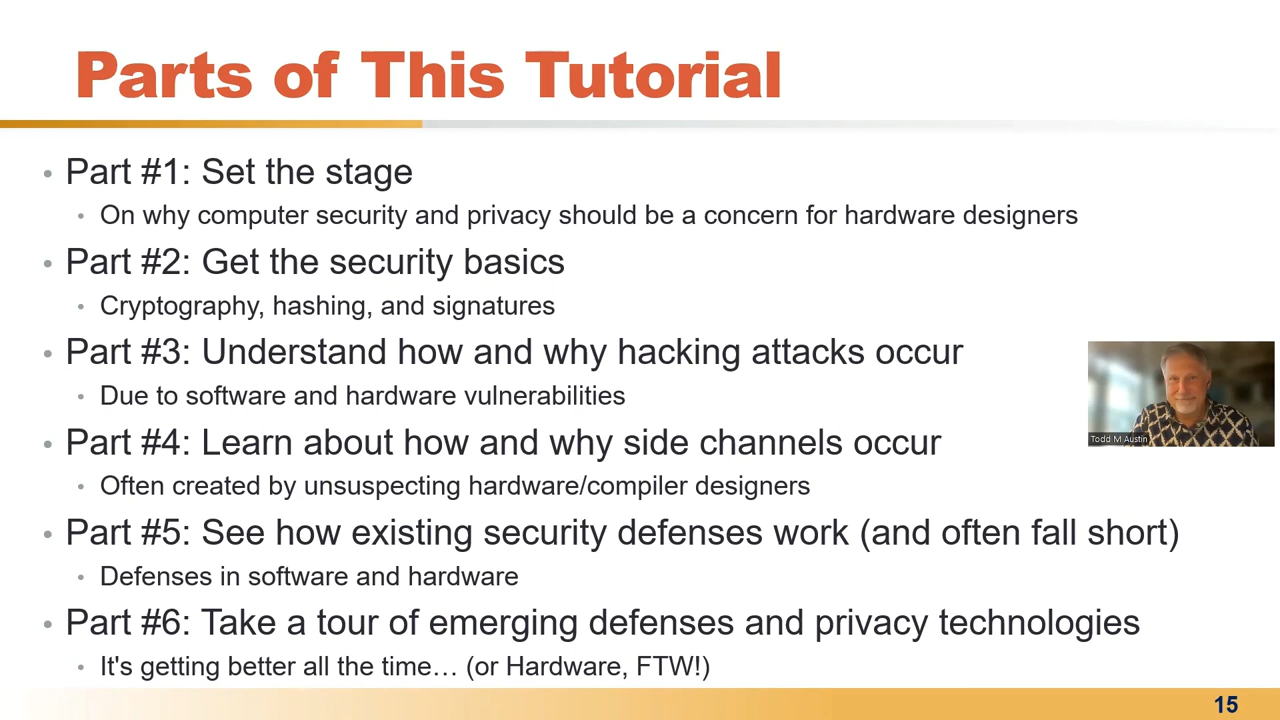 Parts of This Tutorial
• Part #1: Set the stage
• On why computer security and privacy should be a concern for hardware designers
• Part #2: Get the security basics
• Cryptography, hashing, and signatures
• Part #3: Understand how and why hacking attacks occur
• Due to software and hardware vulnerabilities
Todd M Austin
• Part #4: Learn about how and why side channels occur
• Often created by unsuspecting hardware/compiler designers
• Part #5: See how existing security defenses work (and often fall short)
• Defenses in software and hardware
• Part #6: Take a tour of emerging defenses and privacy technologies
• It's getting better all the time… (or Hardware, FTW!)
15